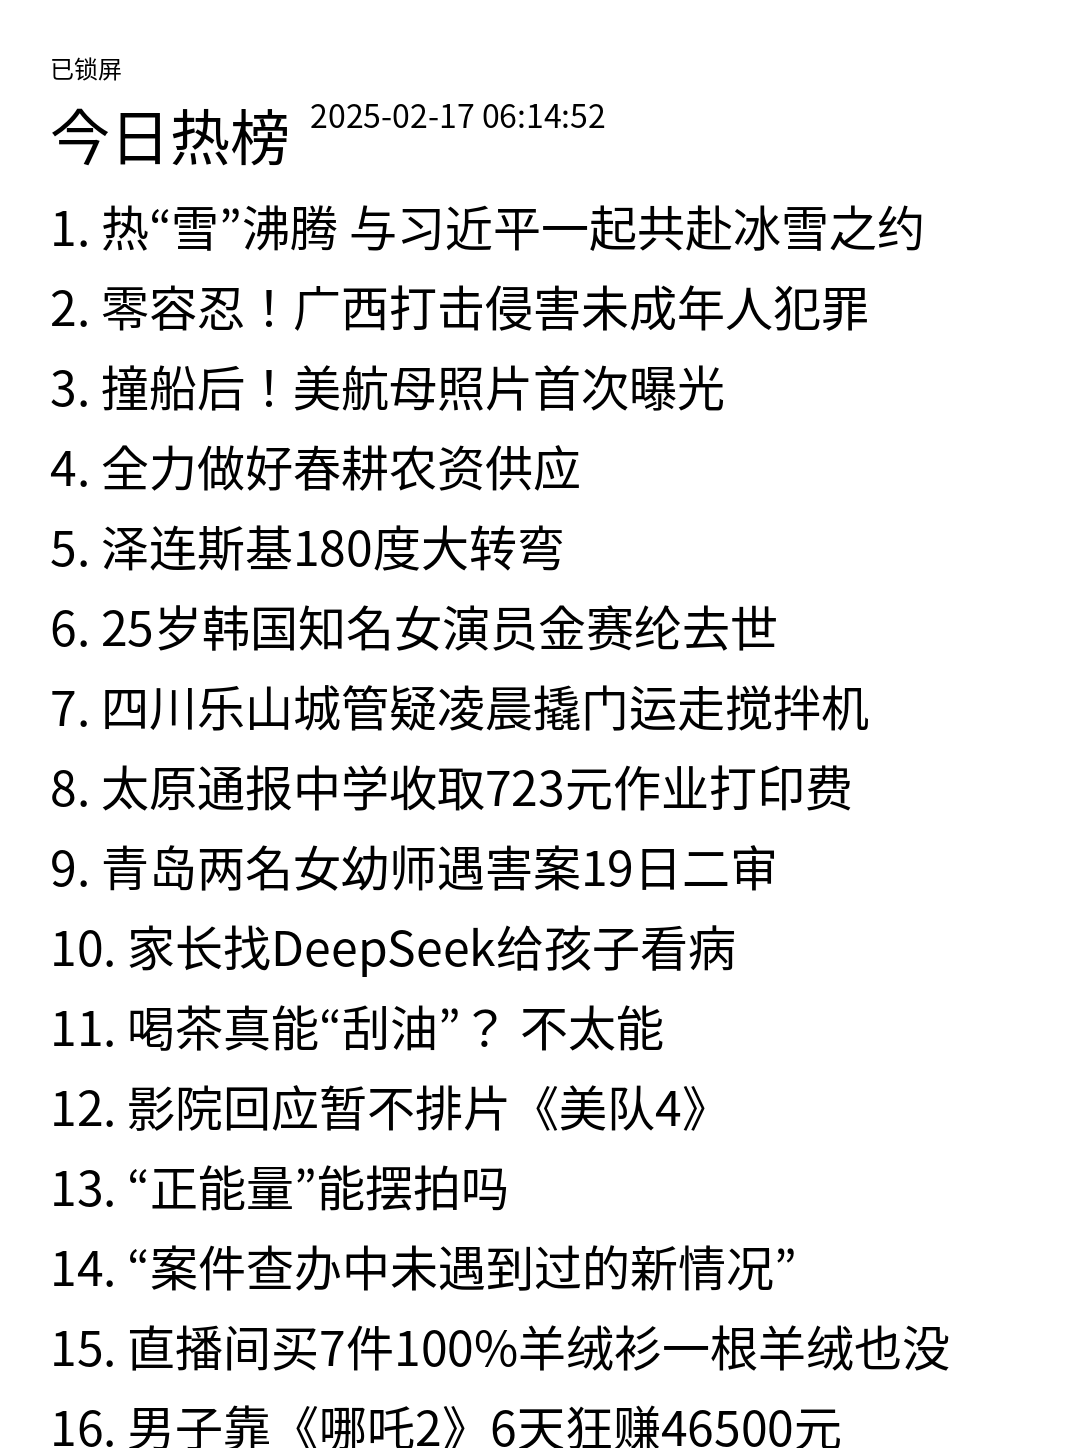 已锁屏
今日热榜 2025-02-17 06:14:52
1. 热“雪”沸腾 与习近平一起共赴冰雪之约
2. 零容忍！广西打击侵害未成年人犯罪
3. 撞船后！美航母照片首次曝光
4. 全力做好春耕农资供应
5. 泽连斯基180度大转弯
6. 25岁韩国知名女演员金赛纶去世
7. 四川乐山城管疑凌晨撬门运走搅拌机
8. 太原通报中学收取723元作业打印费
9. 青岛两名女幼师遇害案19日二审
10. 家长找DeepSeek给孩子看病
11. 喝茶真能“刮油”？ 不太能
12. 影院回应暂不排片《美队4》
13. “正能量”能摆拍吗
14. “案件查办中未遇到过的新情况”
15. 直播间买7件100%羊绒衫一根羊绒也没
16. 男子靠《哪吒2》6天狂赚46500元